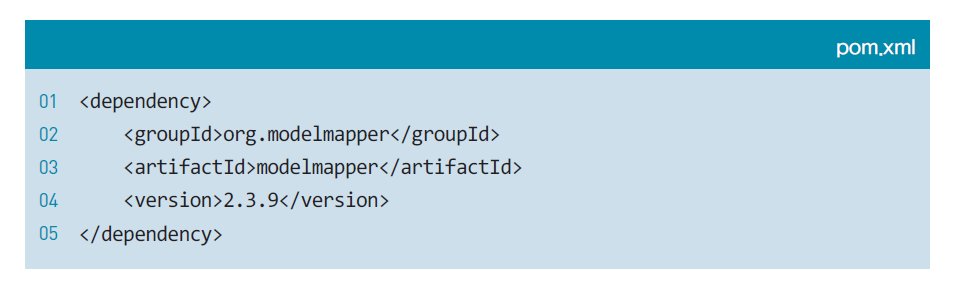 pom.xml
01 <dependency>
02     <groupId>org.modelmapper</groupId>
03     <artifactId>modelmapper</artifactId>
04     <version>2.3.9</version>
05 </dependency>